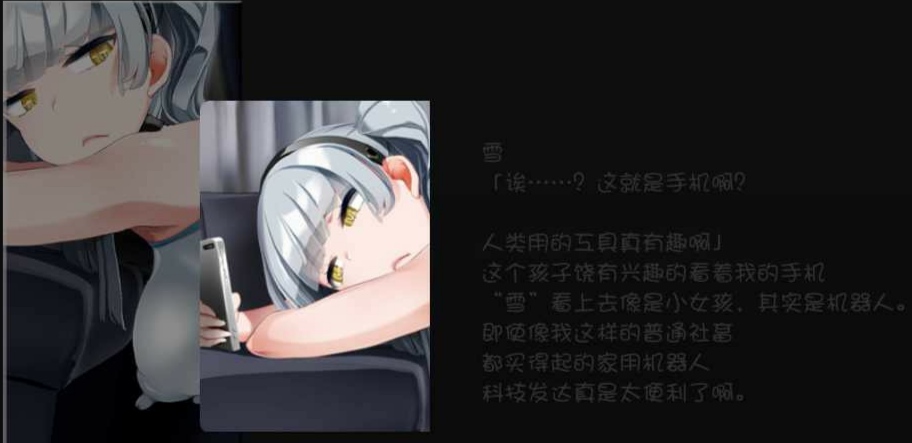 雪
「诶……？这就是手机啊？
人类用的工具真有趣啊」
这个孩子饶有兴趣的看着我的手机
“雪”看上去像是小女孩，其实是机器人。
即便像我这样的普通社畜
都买得起的家用机器人
科技发达真是太便利了啊。